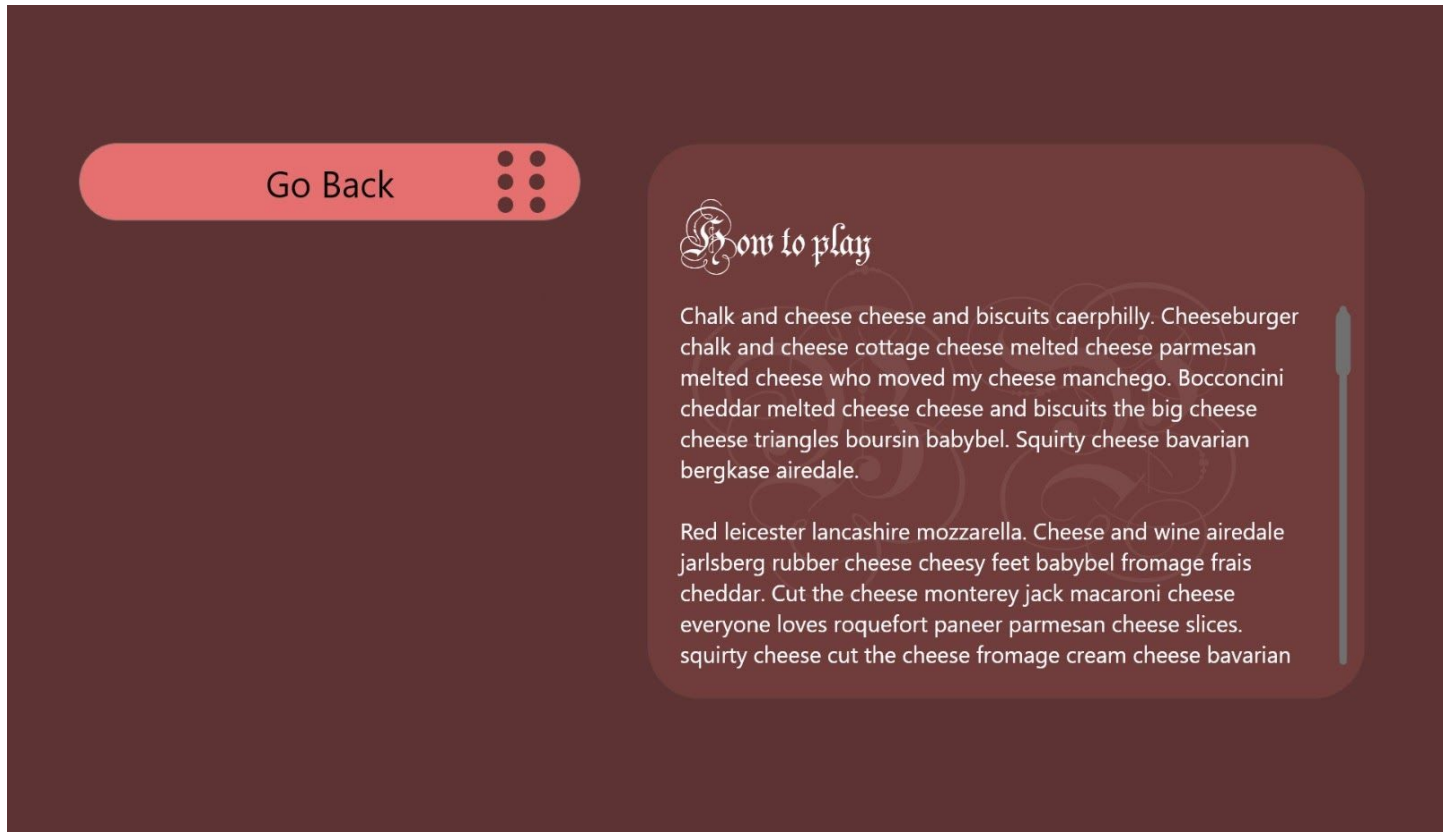 Go Back
How to play
Chalk and cheese cheese and biscuits caerphilly. Cheeseburger
chalk and cheese cottage cheese melted cheese parmesan
melted cheese who moved my cheese manchego. Bocconcini
cheddar melted cheese cheese and biscuits the big cheese
cheese triangles boursin babybel. Squirty cheese bavarian
bergkase airedale.
Red leicester lancashire mozzarella. Cheese and wine airedale
jarlsberg rubber cheese cheesy feet babybel fromage frais
cheddar. Cut the cheese monterey jack macaroni cheese
everyone loves roquefort paneer parmesan cheese slices.
squirty cheese cut the cheese fromage cream cheese bavarian